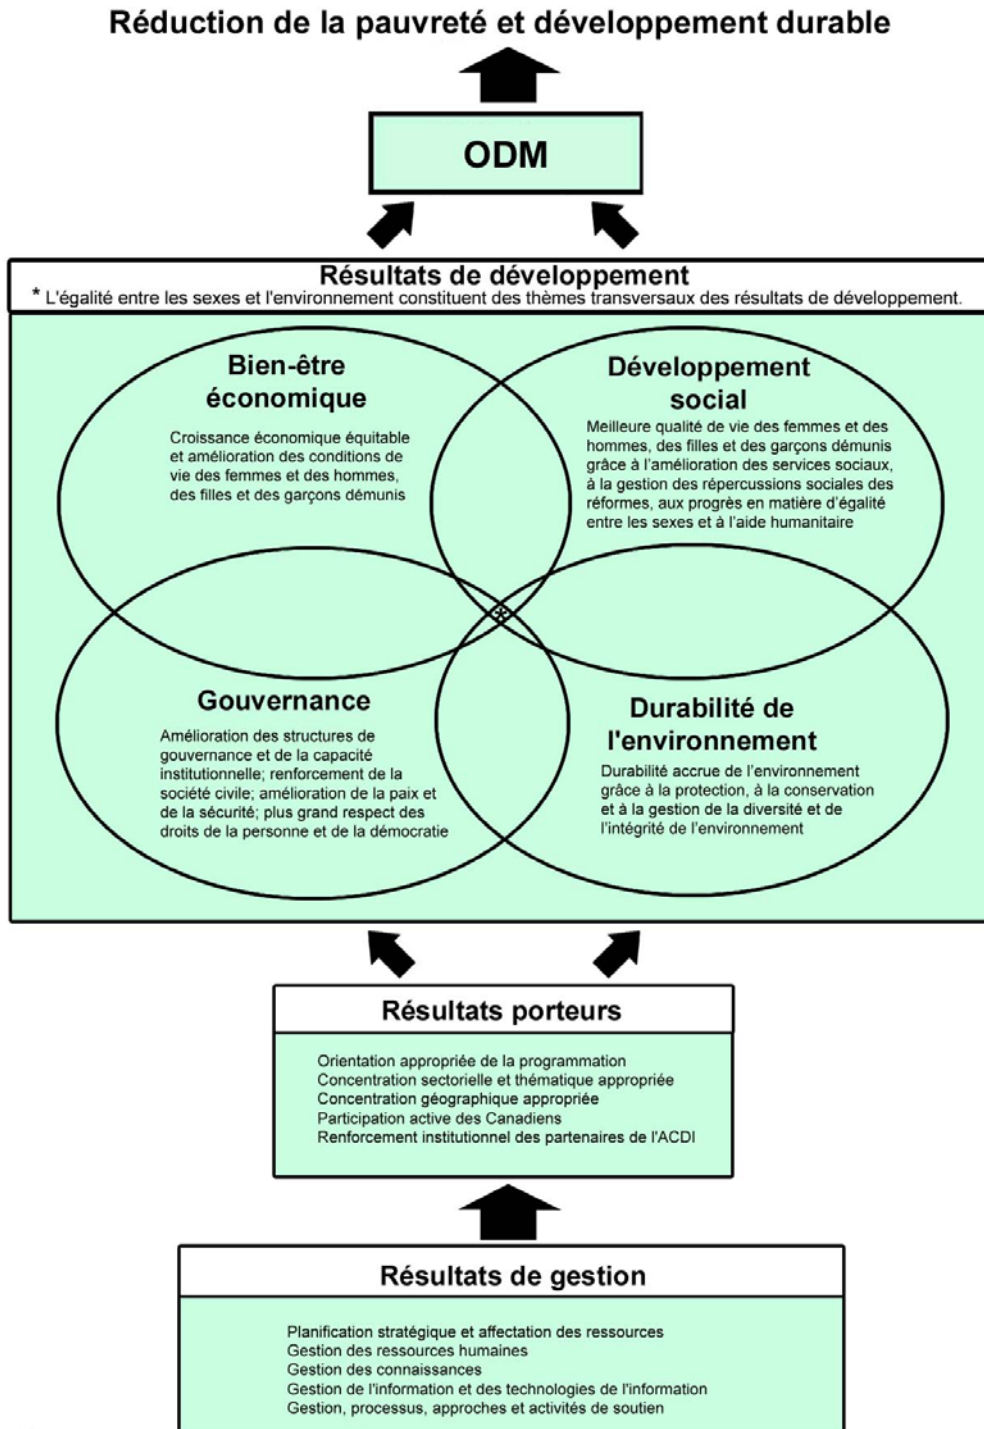 Réduction de la pauvreté et développement durable
ODM
Résultats de développement
* L'égalité entre les sexes et l'environnement constituent des thèmes transversaux des résultats de développement.
Bien-être
économique
Croissance économique équitable
et amélioration des conditions de
vie des femmes et des hommes,
des filles et des garçons démunis
Développement
social
Meilleure qualité de vie des femmes et des
hommes, des filles et des garçons démunis
grâce à l'amélioration des services sociaux,
à la gestion des répercussions sociales des
réformes, aux progrès en matière d'égalité
entre les sexes et à l'aide humanitaire
*
Gouvernance
Amélioration des structures de
gouvernance et de la capacité
institutionnelle; renforcement de la
société civile; amélioration de la paix et
de la sécurité; plus grand respect des
droits de la personne et de la démocratie
Durabilité de
l'environnement
Durabilité accrue de l'environnement
grâce à la protection, à la conservation
et à la gestion de la diversité et de
l'intégrité de l'environnement
Résultats porteurs
Orientation appropriée de la programmation
Concentration sectorielle et thématique appropriée
Concentration géographique appropriée
Participation active des Canadiens
Renforcement institutionnel des partenaires de l'ACDI
Résultats de gestion
Planification stratégique et affectation des ressources
Gestion des ressources humaines
Gestion des connaissances
Gestion de l'information et des technologies de l'information
Gestion, processus, approches et activités de soutien